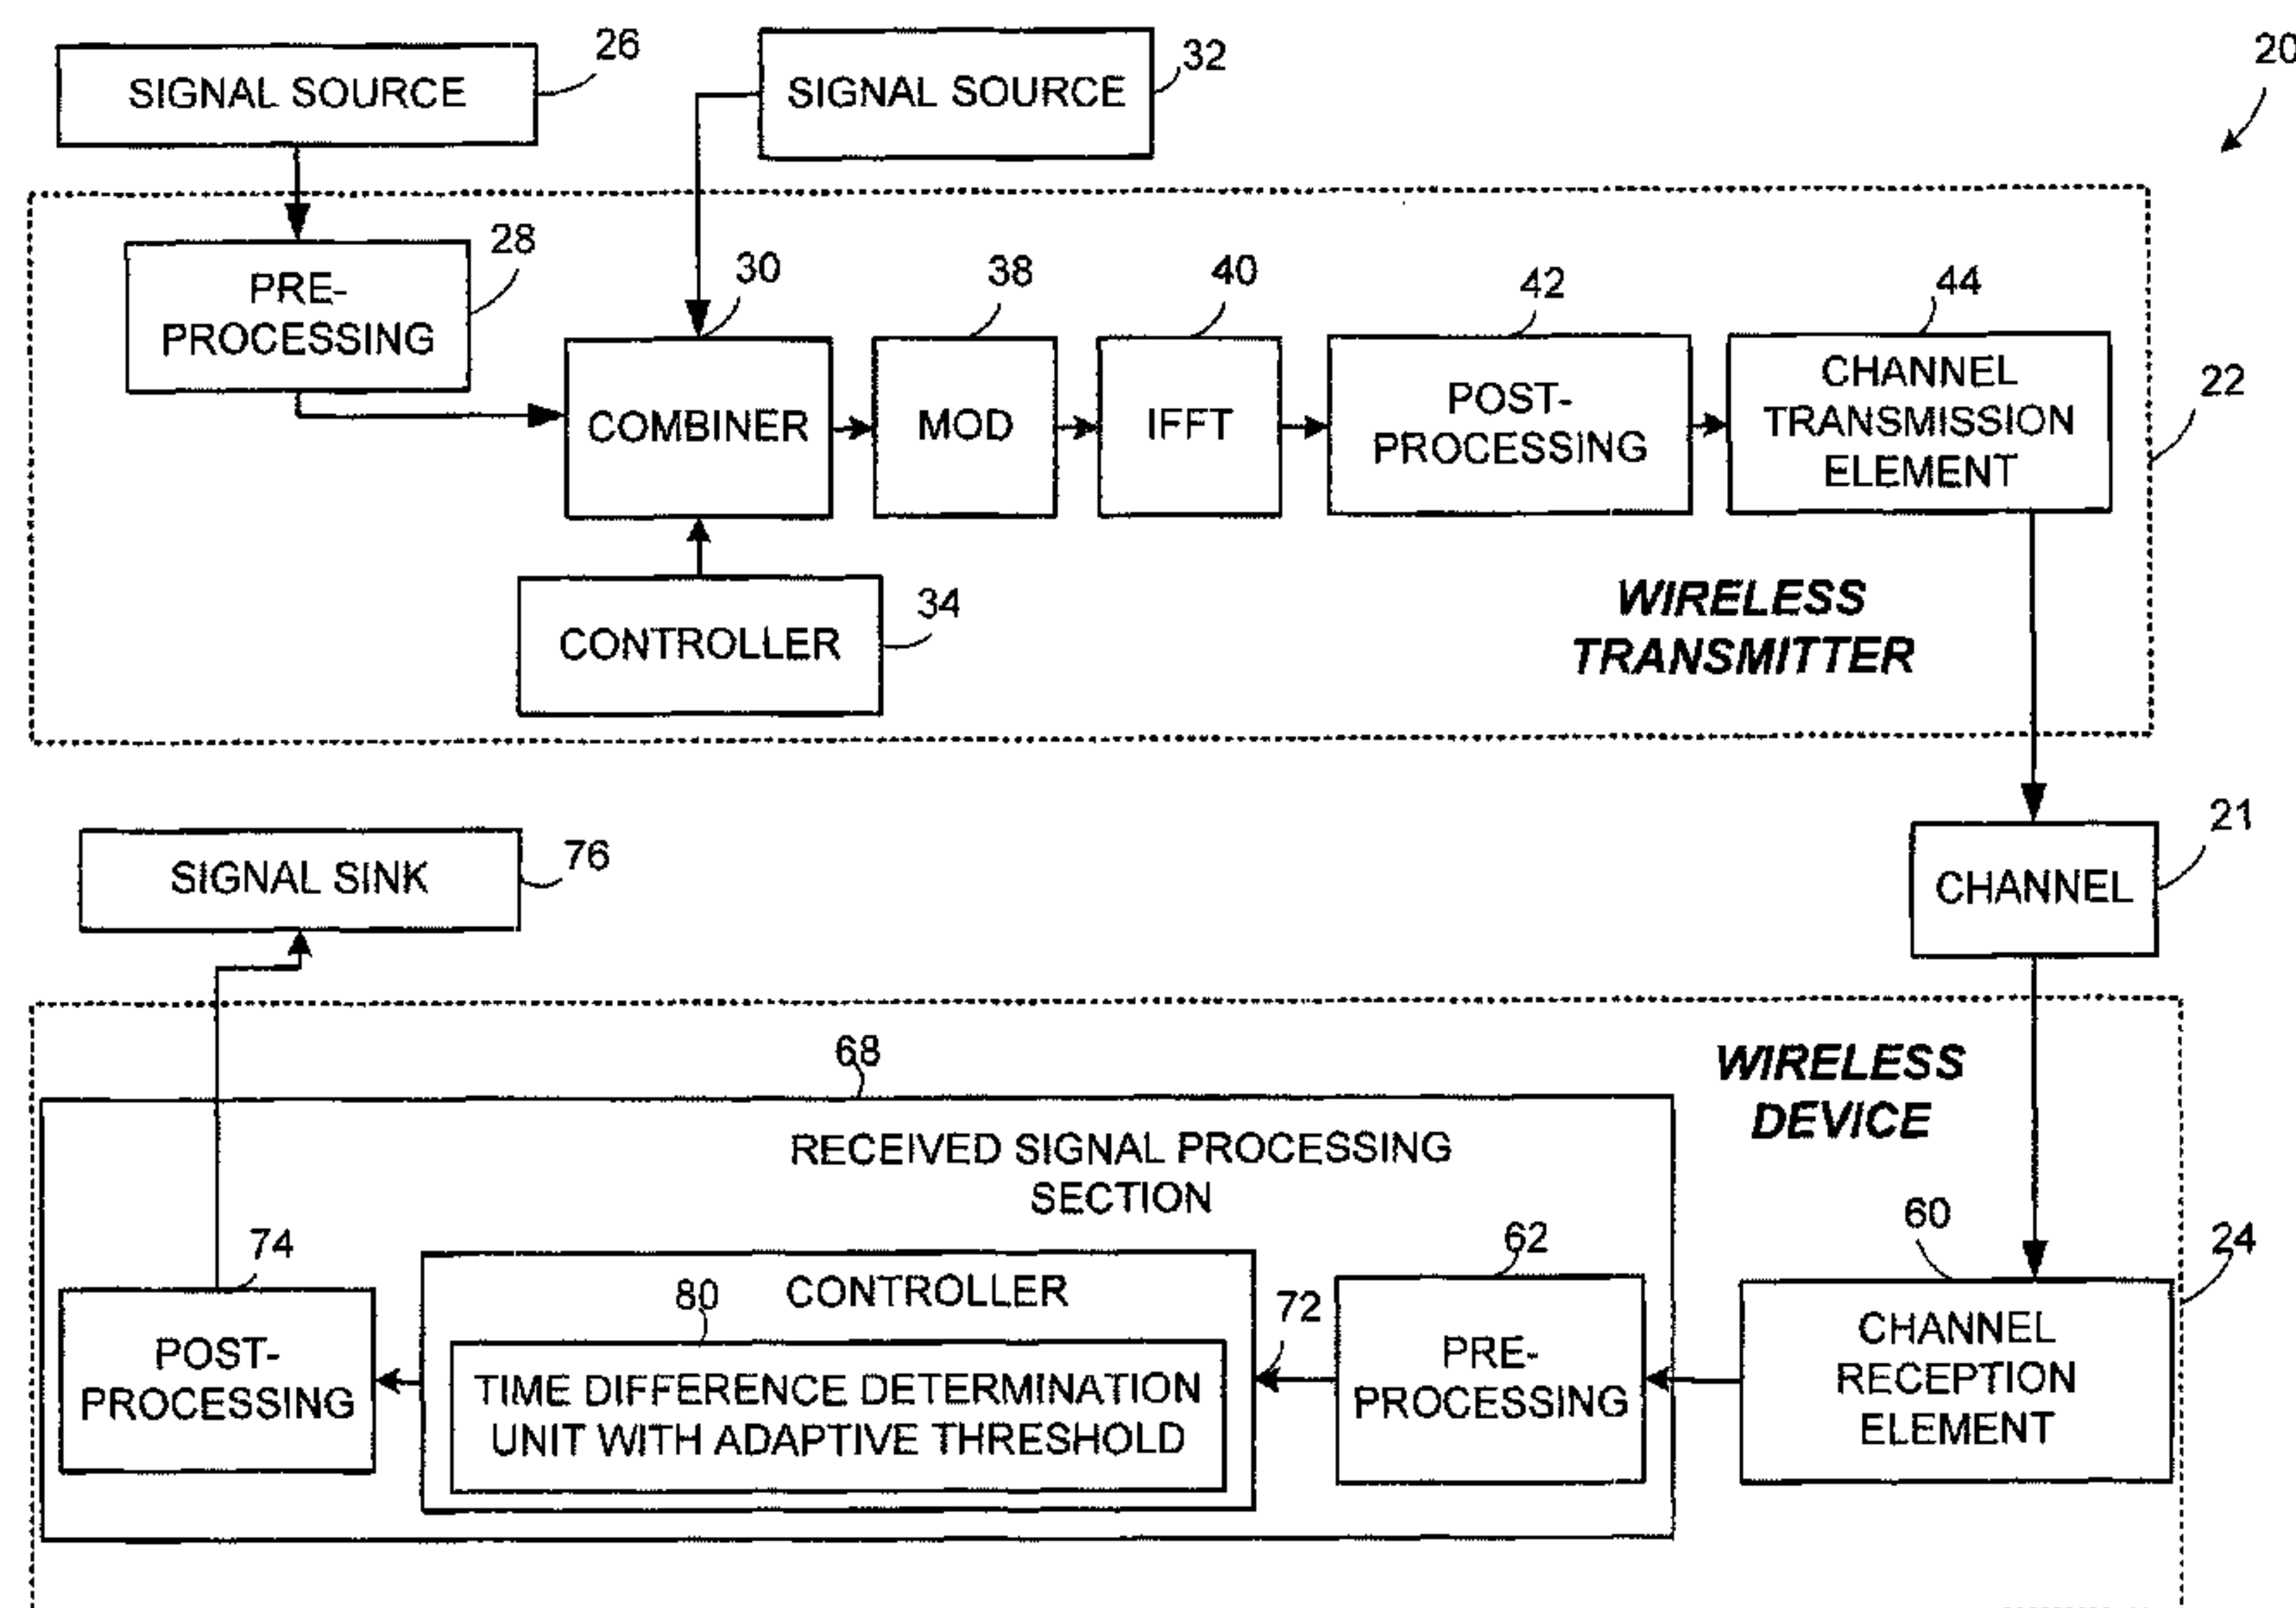 26
SIGNAL SOURCE
32
SIGNAL SOURCE
20
28
PRE-
PROCESSING
30
COMBINER
38
MOD
40
IFFT
42
POST-
PROCESSING
44
CHANNEL
TRANSMISSION
ELEMENT
22
34
CONTROLLER
WIRELESS
TRANSMITTER
21
CHANNEL
76
SIGNAL SINK
WIRELESS
DEVICE
68
RECEIVED SIGNAL PROCESSING
SECTION
74
POST-
PROCESSING
CONTROLLER
80
TIME DIFFERENCE DETERMINATION
UNIT WITH ADAPTIVE THRESHOLD
72
62
PRE-
PROCESSING
60
CHANNEL
RECEPTION
ELEMENT
24